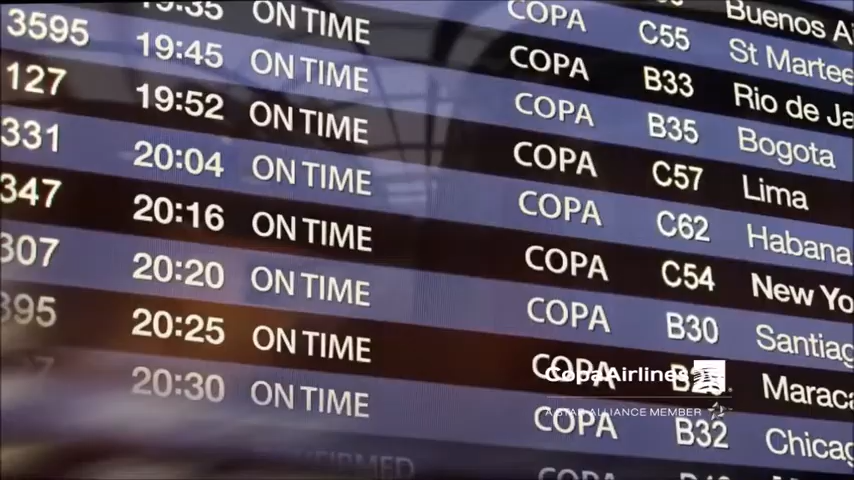 Buenos Ai
COPA C55 St Martee
19:35 ON TIME COPA B33 Rio de Ja
3595 19:45 ON TIME COPA B35 Bogota
127 19:52 ON TIME COPA C57 Lima
331 20:04 ON TIME COPA C62 Habana
347 20:16 ON TIME COPA C54 New Yo
307 20:20 ON TIME COPA B30 Santiag
395 20:25 ON TIME COPA Maraca
20:30 ON TIME COPA B32 Chicag
COPA
CopaAirlines
A STAR ALLIANCE MEMBER